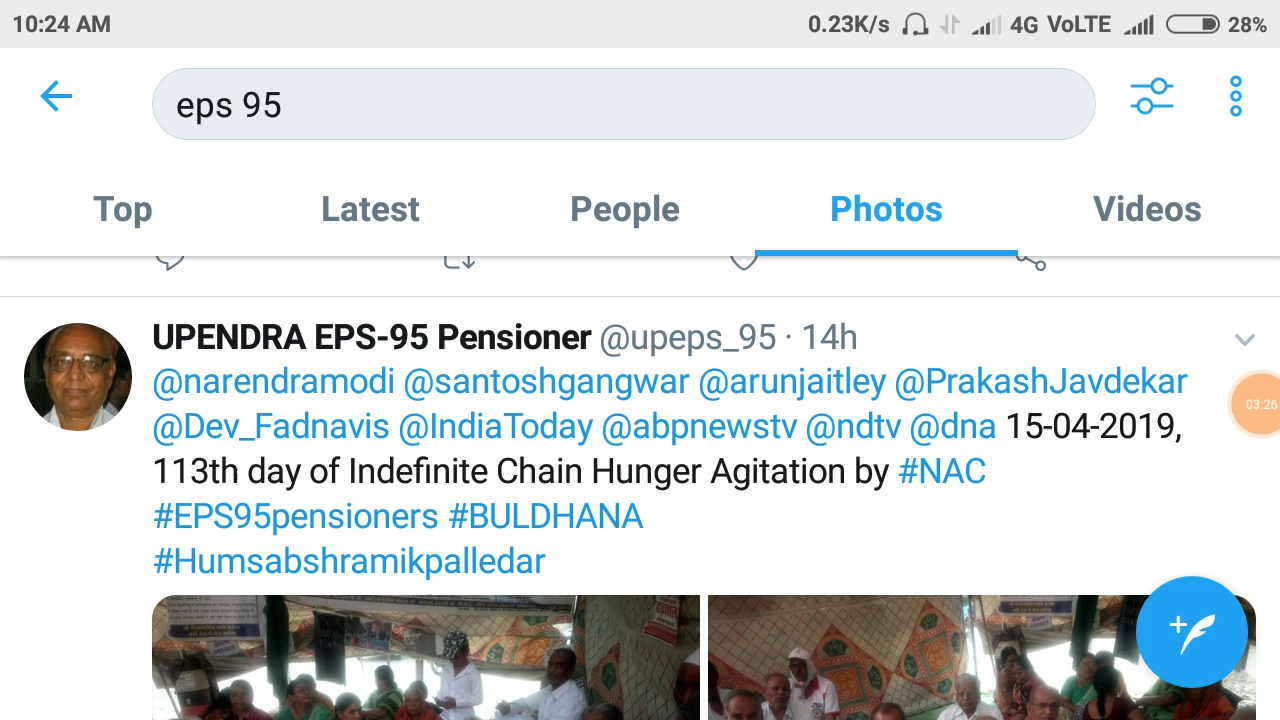 10:24 AM 0.23K/s 4G VoLTE 28%
eps 95
Top Latest People Photos Videos
UPENDRA EPS-95 Pensioner @upeps_95 · 14h
@narendramodi @santoshgangwar @arunjaitley @PrakashJavdekar
03:26
@Dev_Fadnavis @IndiaToday @abpnewstv @ndtv @dna 15-04-2019,
113th day of Indefinite Chain Hunger Agitation by #NAC
#EPS95pensioners #BULDHANA
#Humsabshramikpalledar